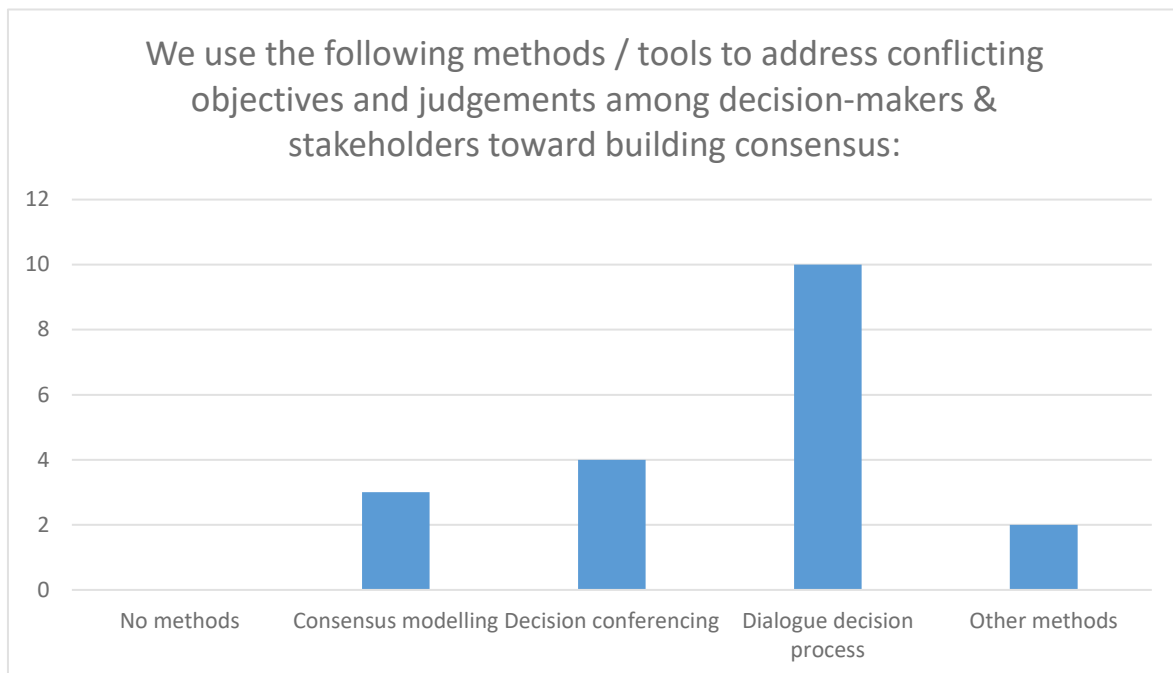 We use the following methods / tools to address conflicting
objectives and judgements among decision-makers &
stakeholders toward building consensus:
12
10
8
6
4
2
0
No methods
Consensus modelling
Decision conferencing
Dialogue decision
process
Other methods